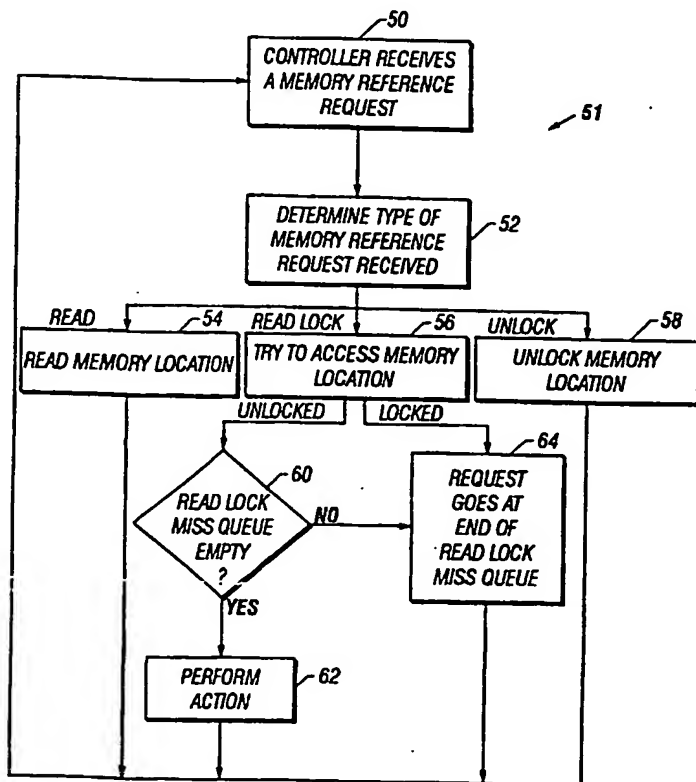 50
CONTROLLER RECEIVES
A MEMORY REFERENCE
REQUEST
51
DETERMINE TYPE OF
MEMORY REFERENCE
REQUEST RECEIVED
52
READ
54
READ LOCK
56
UNLOCK
58
READ MEMORY LOCATION
TRY TO ACCESS MEMORY
LOCATION
UNLOCK MEMORY
LOCATION
UNLOCKED
LOCKED
60
64
READ LOCK
MISS QUEUE
EMPTY
?
NO
REQUEST
GOES AT
END OF
READ LOCK
MISS QUEUE
YES
PERFORM
ACTION
62